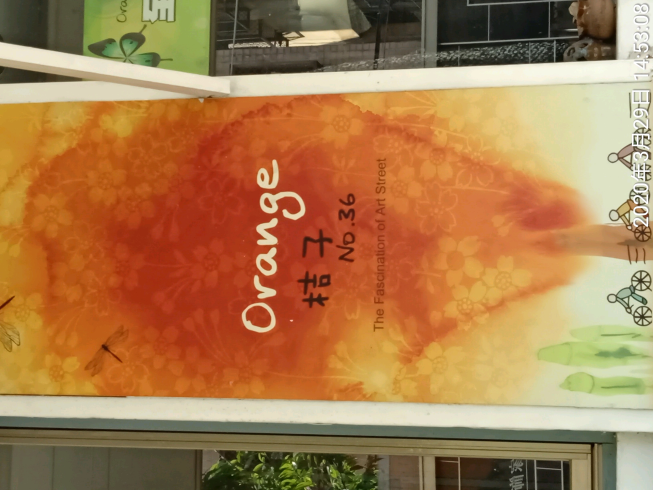 Orange
桔子
No.36
The Fascination of Art Street
2020年3月29日 14:53:08
店